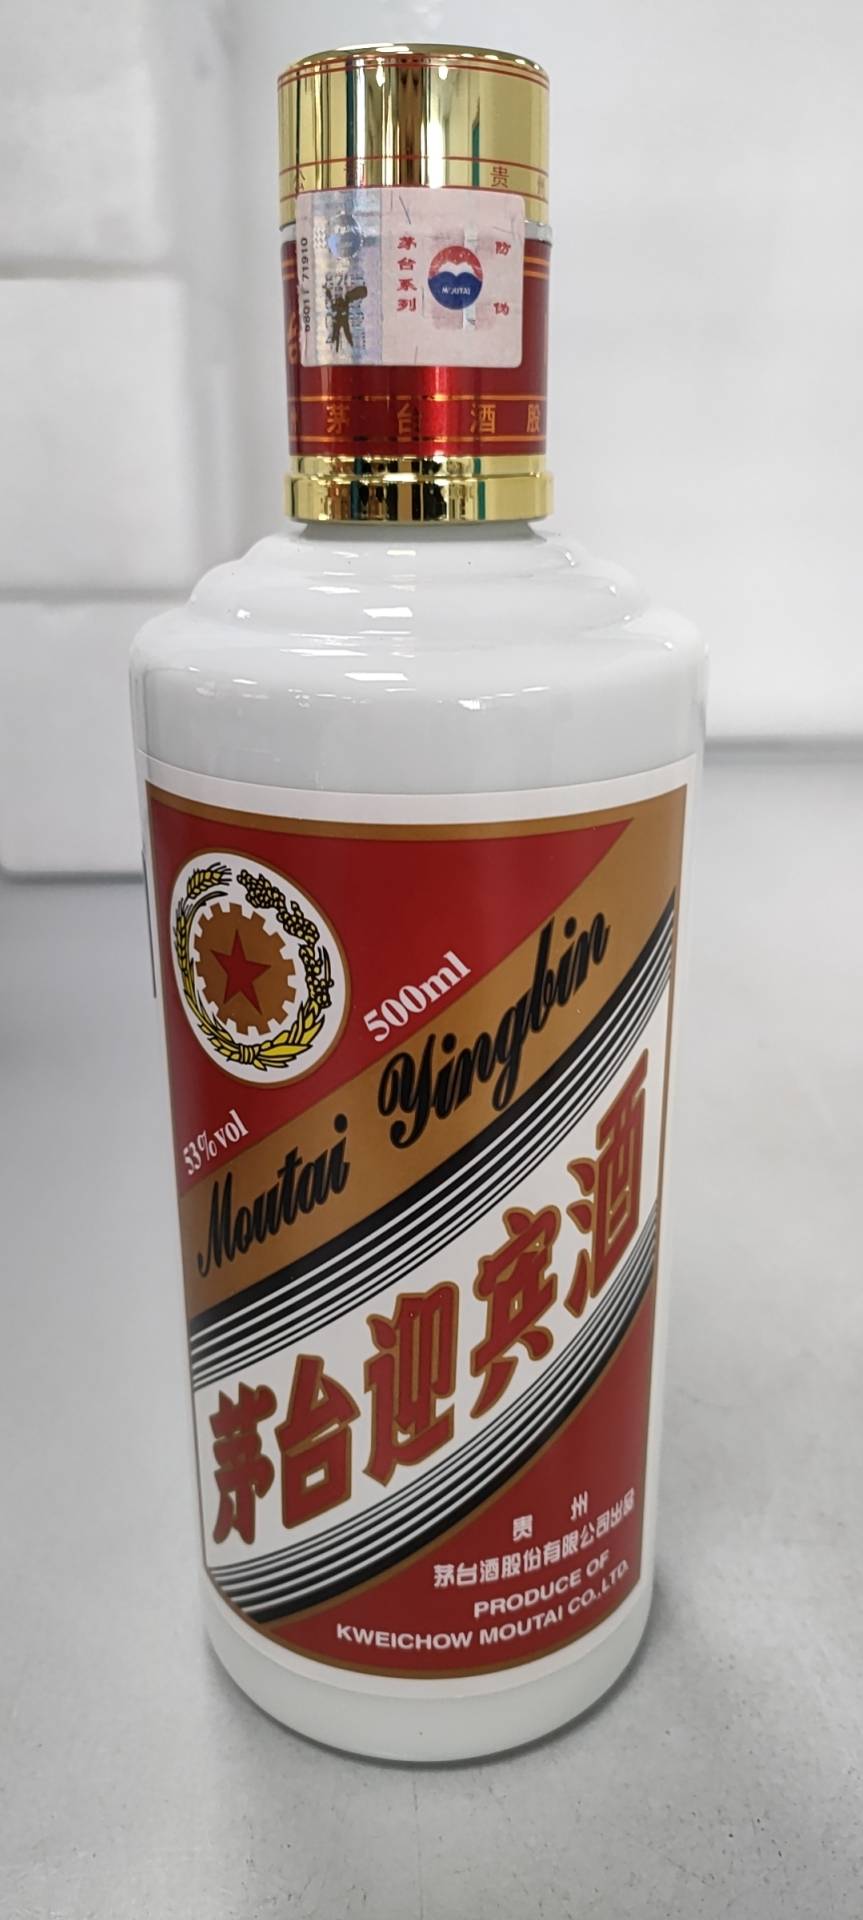 贵州
茅台系列
MOUTAI
防伪
71910
茅台酒股
500ml
53%vol
Moutai Yingbin
茅台迎宾酒
贵州
茅台酒股份有限公司出品
PRODUCE OF
KWEICHOW MOUTAI CO.,LTD.